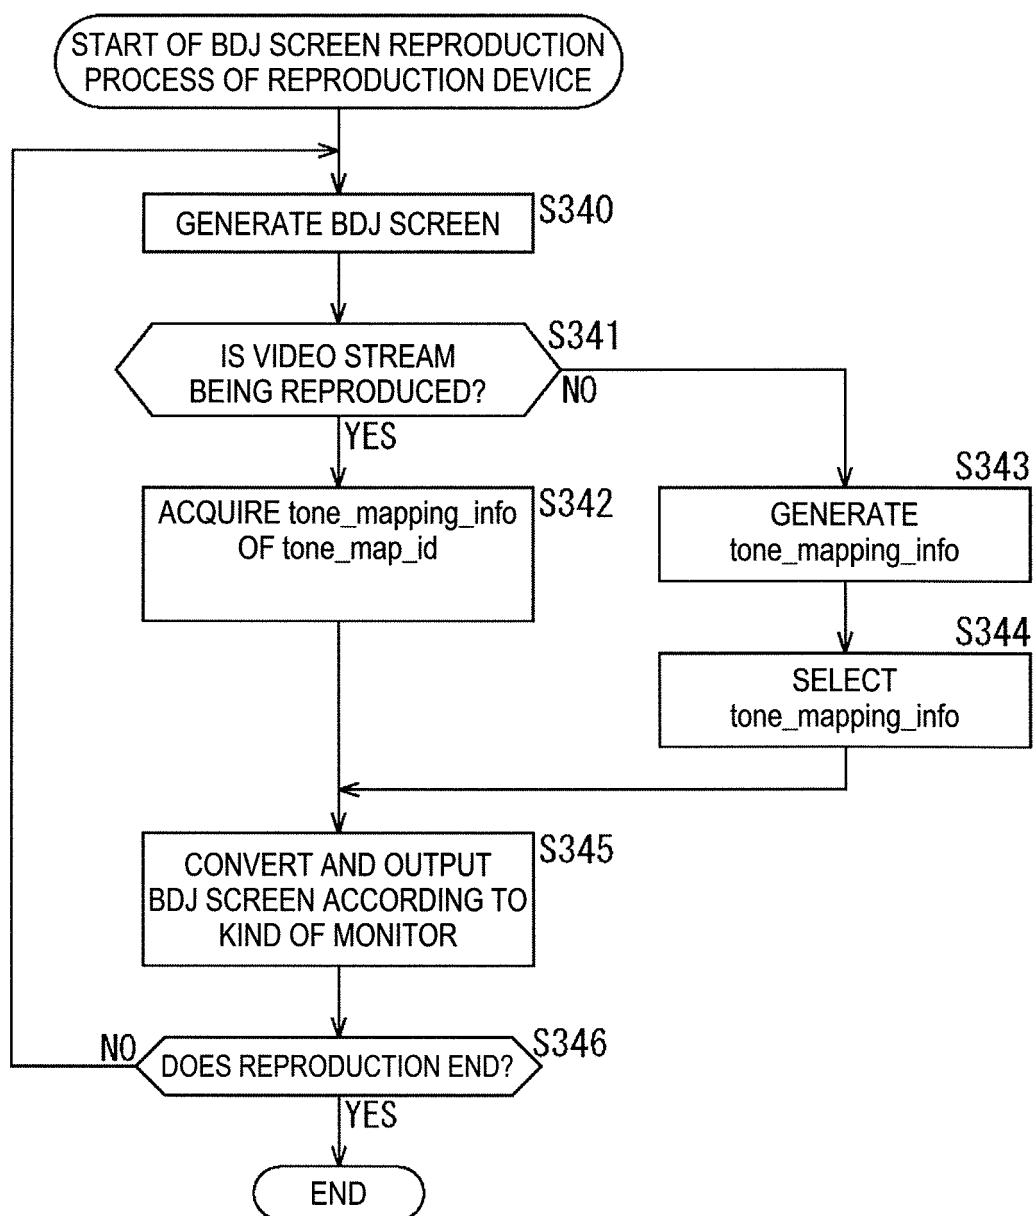 START OF BDJ SCREEN REPRODUCTION
PROCESS OF REPRODUCTION DEVICE
GENERATE BDJ SCREEN
S340
IS VIDEO STREAM
BEING REPRODUCED?
S341
NO
YES
ACQUIRE tone_mapping_info
OF tone_map_id
S342
S343
GENERATE
tone_mapping_info
S344
SELECT
tone_mapping_info
CONVERT AND OUTPUT
BDJ SCREEN ACCORDING TO
KIND OF MONITOR
S345
NO
DOES REPRODUCTION END?
S346
YES
END